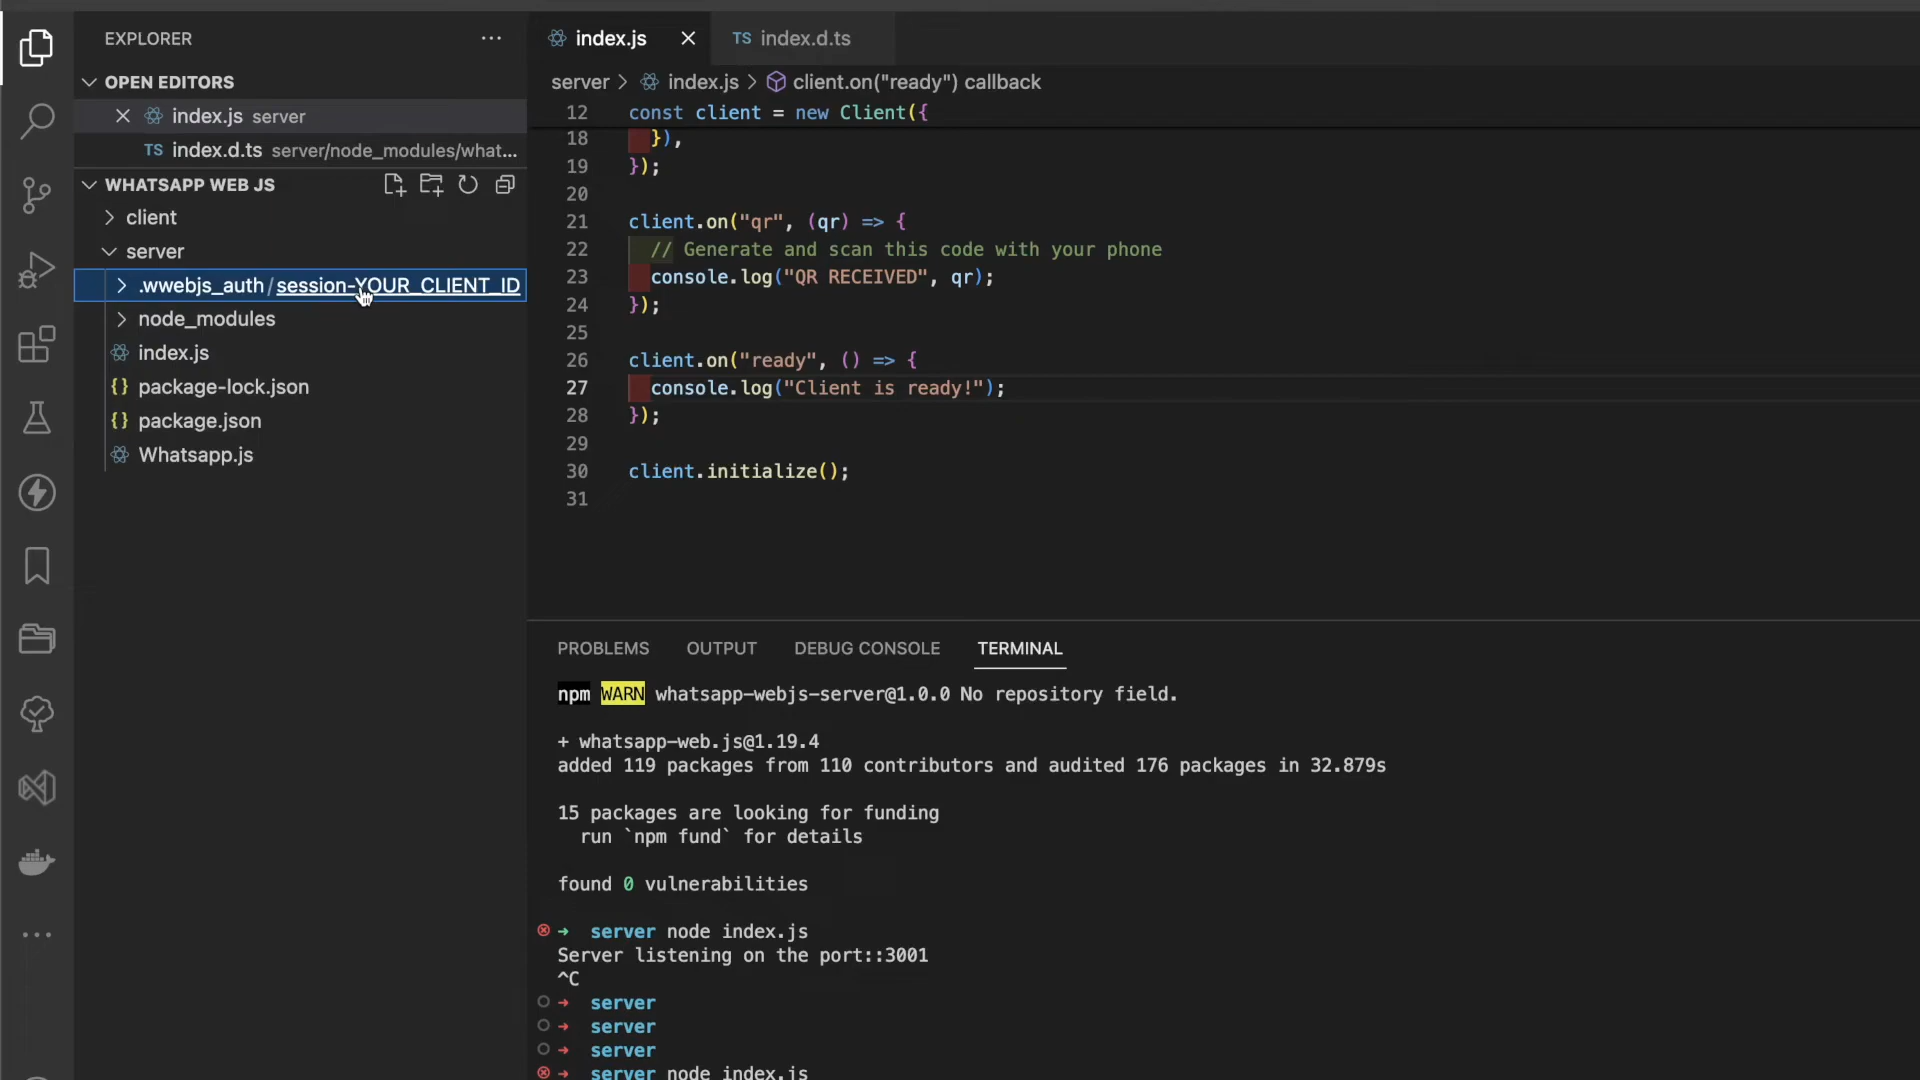 EXPLORER
OPEN EDITORS
index.js server
TS index.d.ts server/node_modules/what...
WHATSAPP WEB JS
client
server
.wwebjs_auth/session-YOUR_CLIENT_ID
node_modules
index.js
{} package-lock.json
{} package.json
Whatsapp.js
index.js
TS index.d.ts
server > index.js > client.on("ready") callback
12 const client = new Client({
18 }),
19 });
20
21 client.on("qr", (qr) => {
22 // Generate and scan this code with your phone
23 console.log("QR RECEIVED", qr);
24 });
25
26 client.on("ready", () => {
27 console.log("Client is ready!");
28 });
29
30 client.initialize();
31
PROBLEMS OUTPUT DEBUG CONSOLE TERMINAL
npm WARN whatsapp-webjs-server@1.0.0 No repository field.
+ whatsapp-web.js@1.19.4
added 119 packages from 110 contributors and audited 176 packages in 32.879s
15 packages are looking for funding
run `npm fund` for details
found 0 vulnerabilities
➜ server node index.js
Server listening on the port::3001
^C
➜ server
➜ server
➜ server
➜ server node index.js